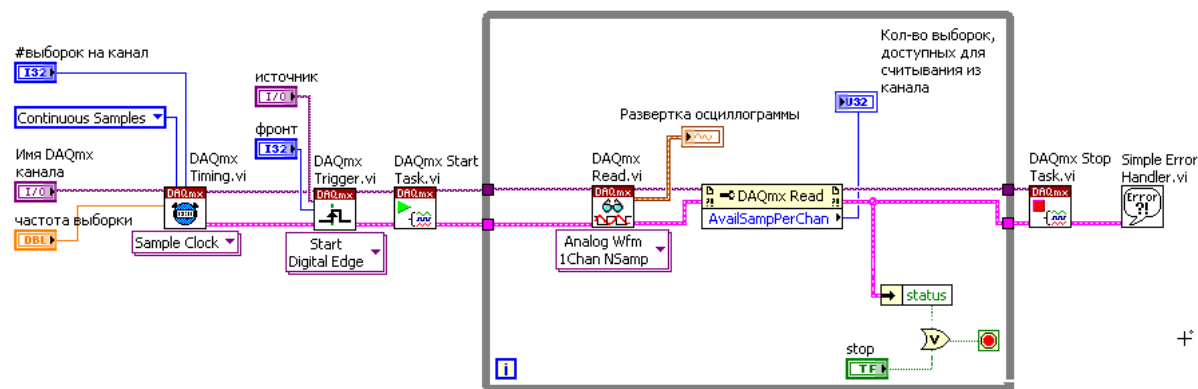 #выборок на канал
I32
Continuous Samples
Имя DAQmx
канала
I/O
частота выборки
DBL
DAQmx
Timing.vi
DAQmx
Sample Clock
источник
I/O
фронт
I32
DAQmx
Trigger.vi
DAQmx
Start
Digital Edge
DAQmx Start
Task.vi
DAQmx
DAQmx
Read.vi
DAQmx
Analog Wfm
1Chan NSamp
Развертка осциллограммы
DAQmx Read
AvailSampPerChan
Кол-во выборок,
доступных для
считывания из
канала
U32
status
V
stop
TF
i
DAQmx Stop
Task.vi
DAQmx
Simple Error
Handler.vi
Error
?!